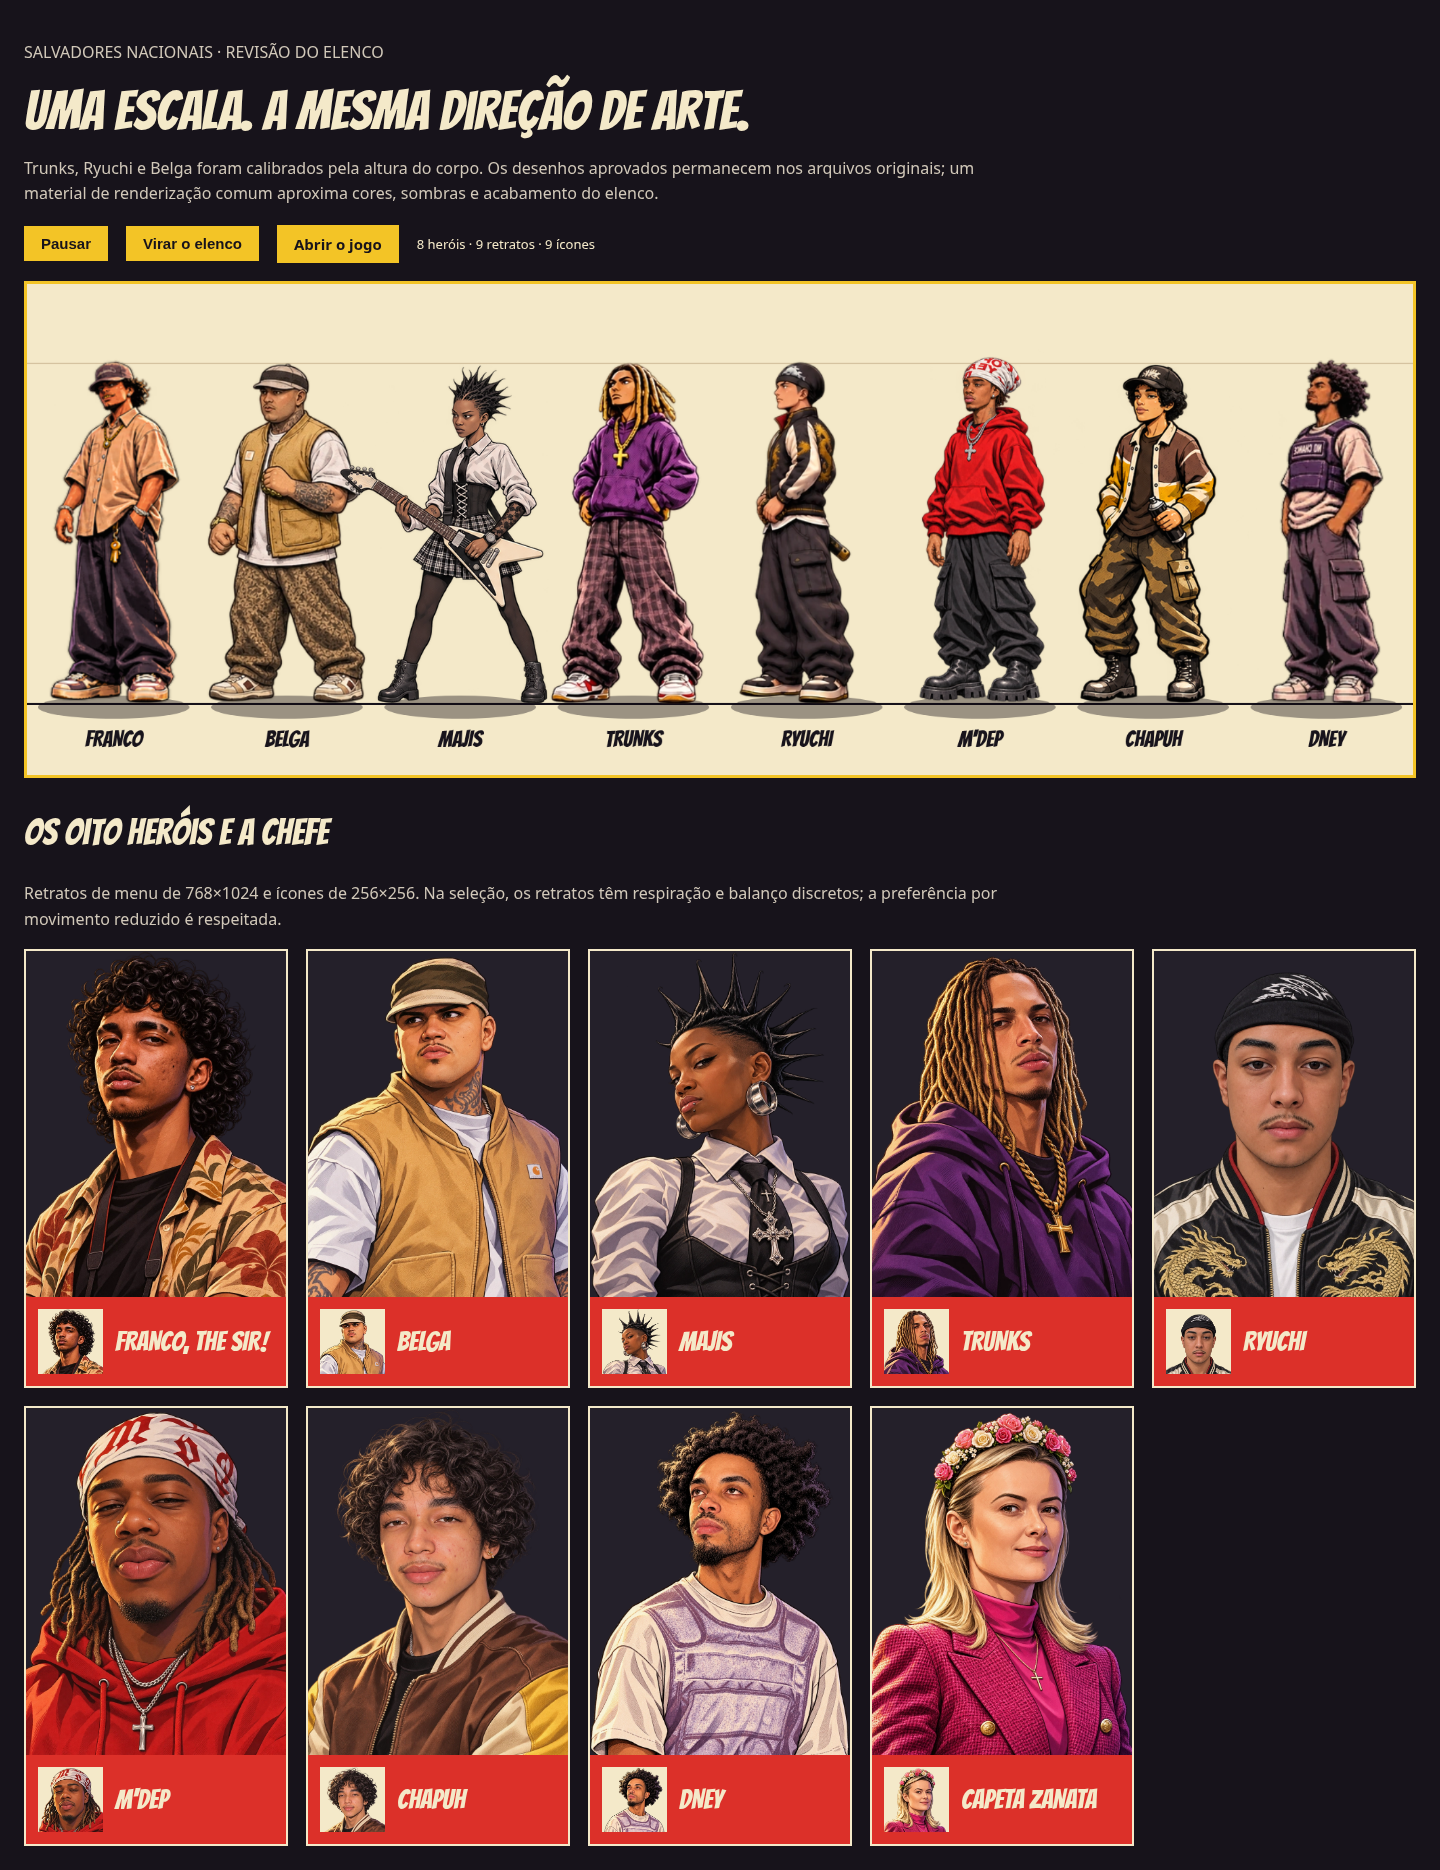 SALVADORES NACIONAIS · REVISÃO DO ELENCO
UMA ESCALA. A MESMA DIREÇÃO DE ARTE.
Trunks, Ryuchi e Belga foram calibrados pela altura do corpo. Os desenhos aprovados permanecem nos arquivos originais; um
material de renderização comum aproxima cores, sombras e acabamento do elenco.
Pausar
Virar o elenco
Abrir o jogo
8 heróis · 9 retratos · 9 ícones
FRANCO
BELGA
MAJIS
TRUNKS
RYUCHI
M'DEP
CHAPUH
DNEY
OS OITO HERÓIS E A CHEFE
Retratos de menu de 768×1024 e ícones de 256×256. Na seleção, os retratos têm respiração e balanço discretos; a preferência por
movimento reduzido é respeitada.
FRANCO, THE SIR!
BELGA
MAJIS
TRUNKS
RYUCHI
M'DEP
CHAPUH
DNEY
CAPETA ZANATA